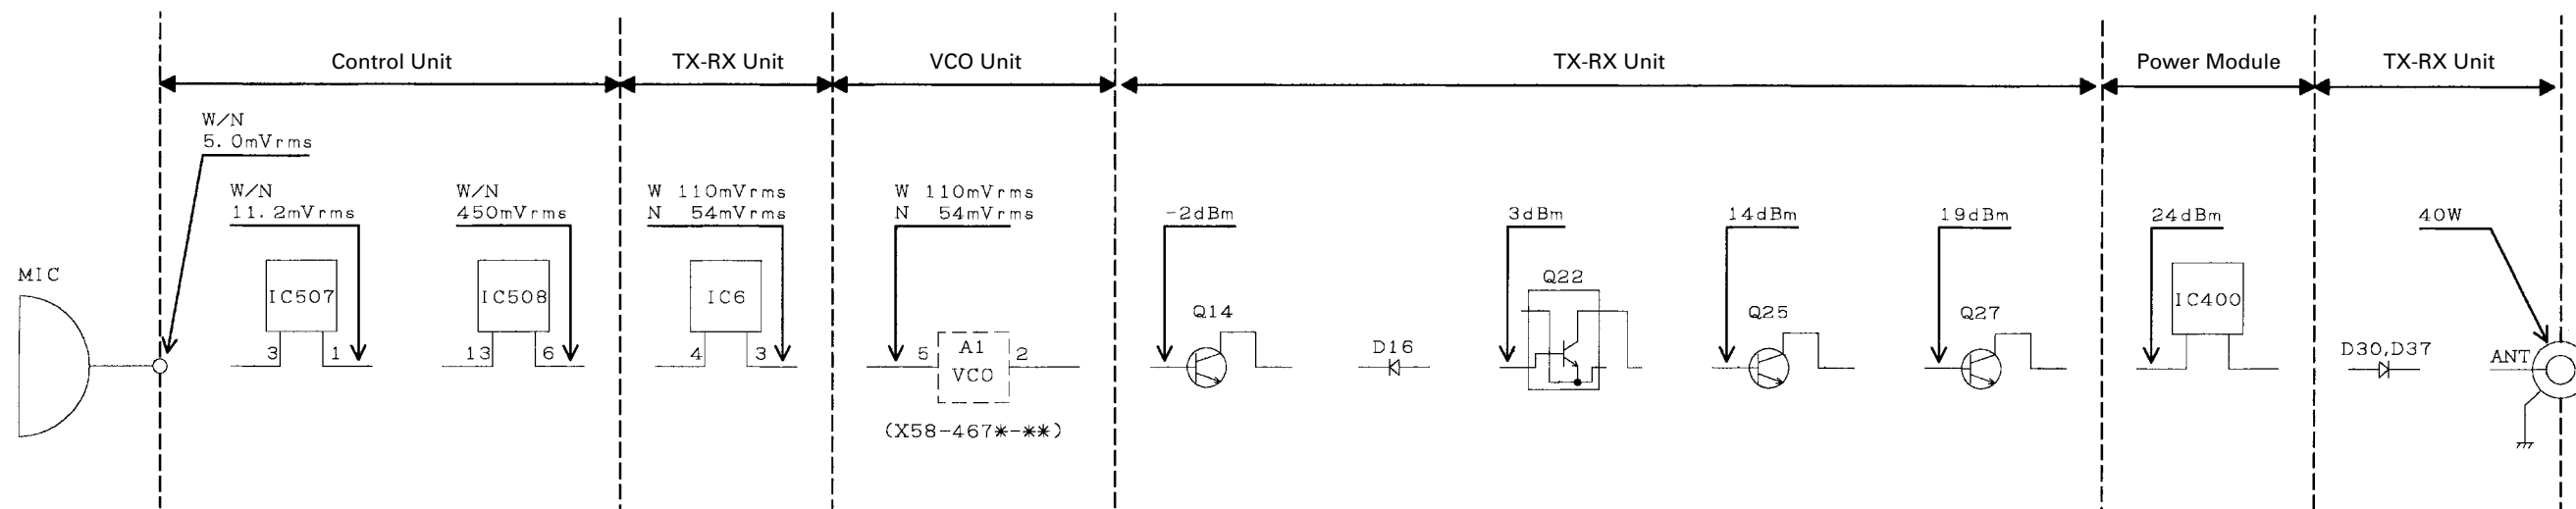 Control Unit
TX-RX Unit
VCO Unit
TX-RX Unit
Power Module
TX-RX Unit
W/N
5.0mVrms
W/N
11.2mVrms
W/N
450mVrms
W 110mVrms
N 54mVrms
W 110mVrms
N 54mVrms
-2dBm
3dBm
14dBm
19dBm
24dBm
40W
MIC
IC507
3 1
IC508
13 6
IC6
4 3
5 A1 2
VCO
(X58-467*-**)
Q14
D16
Q22
Q25
Q27
IC400
D30,D37
ANT